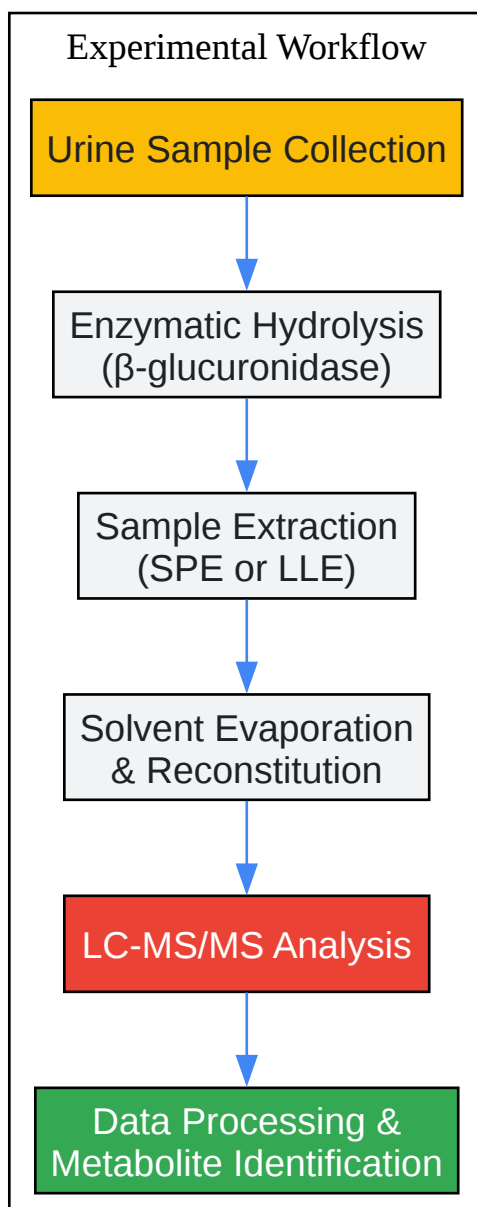 Experimental Workflow
Urine Sample Collection
Enzymatic Hydrolysis
(β-glucuronidase)
Sample Extraction
(SPE or LLE)
Solvent Evaporation
& Reconstitution
LC-MS/MS Analysis
Data Processing &
Metabolite Identification